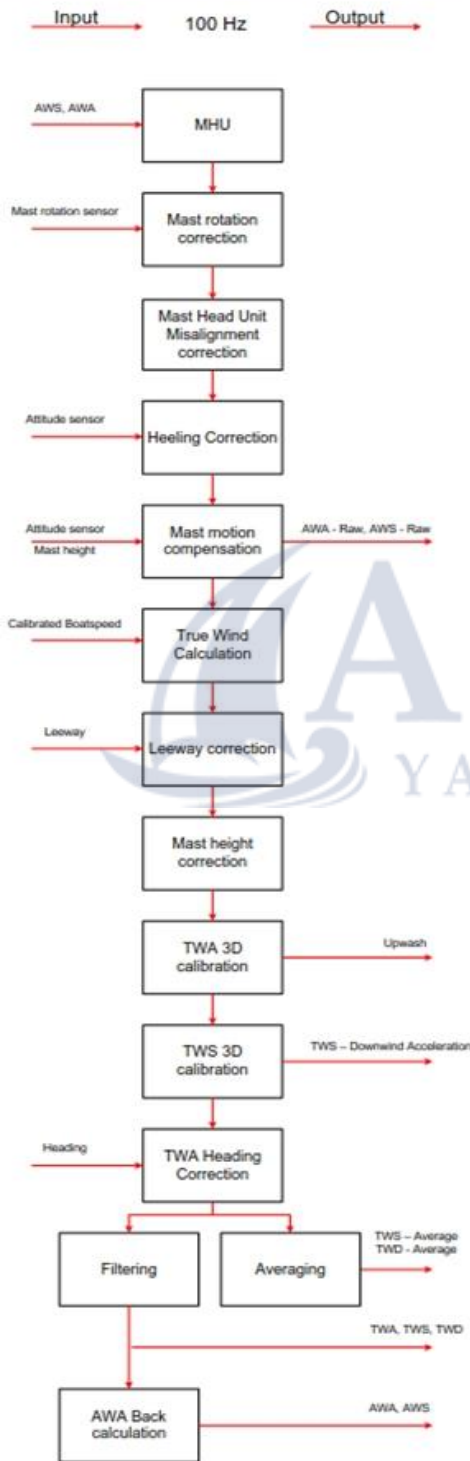 Input 100 Hz Output
AWS, AWA
MHU
Mast rotation sensor
Mast rotation
correction
Mast Head Unit
Misalignment
correction
Attitude sensor
Heeling Correction
Attitude sensor
Mast height
Mast motion
compensation
AWA - Raw, AWS - Raw
Calibrated Boatspeed
True Wind
Calculation
A
Leeway
Leeway correction
YA
Mast height
correction
TWA 3D
calibration
Upwash
TWS 3D
calibration
TWS – Downwind Acceleration
Heading
TWA Heading
Correction
Filtering
Averaging
TWS – Average
TWD - Average
TWA, TWS, TWD
AWA Back
calculation
AWA, AWS